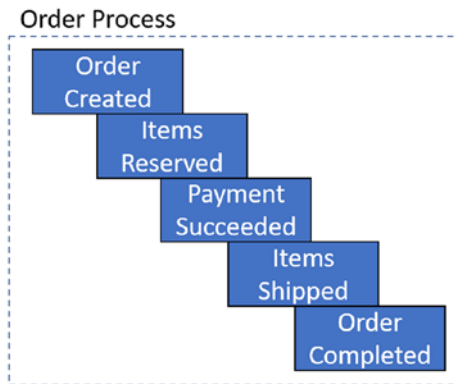 Order Process
Order
Created
Items
Reserved
Payment
Succeeded
Items
Shipped
Order
Completed